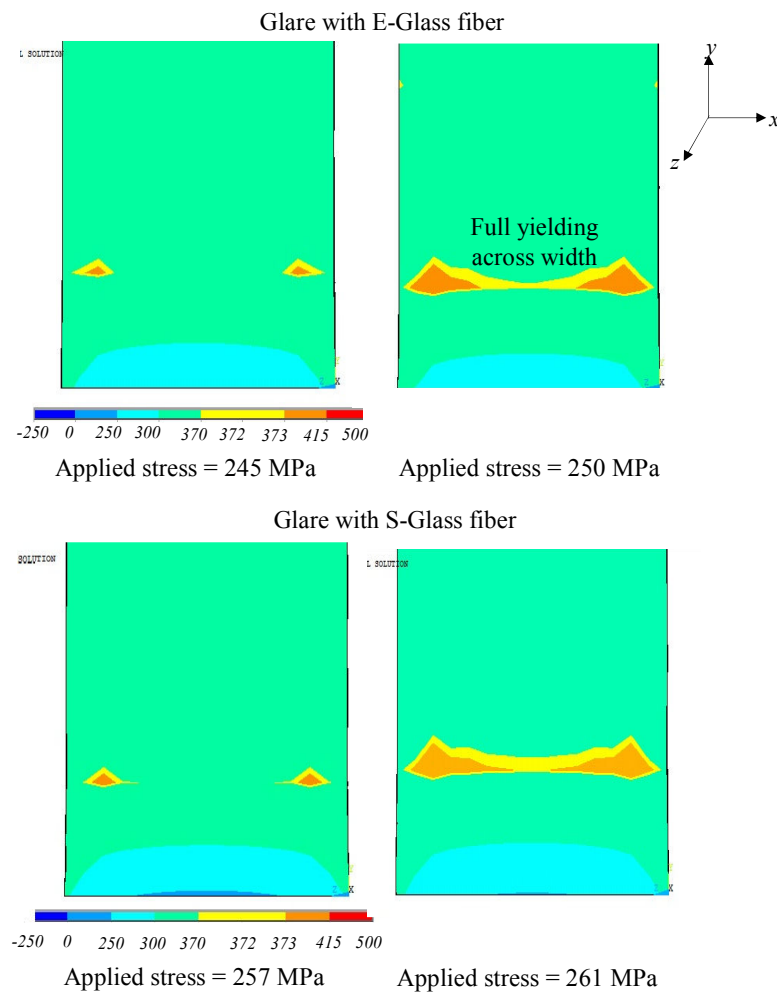 Glare with E-Glass fiber
L SOLUTION
y
x
z
Full yielding
across width
Z X
Z X
-250 0 250 300 370 372 373 415 500
Applied stress = 245 MPa Applied stress = 250 MPa
Glare with S-Glass fiber
SOLUTION
L SOLUTION
Z X
Z X
-250 0 250 300 370 372 373 415 500
Applied stress = 257 MPa Applied stress = 261 MPa